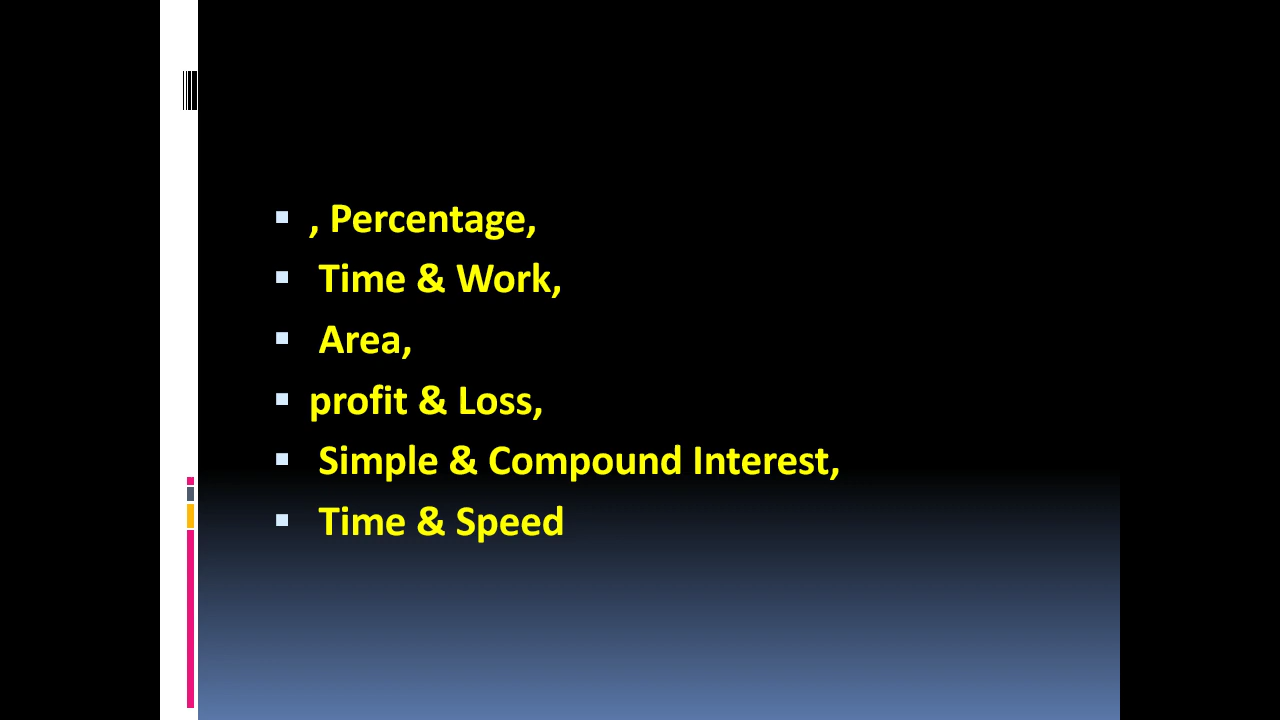 , Percentage,
Time & Work,
Area,
profit & Loss,
Simple & Compound Interest,
Time & Speed